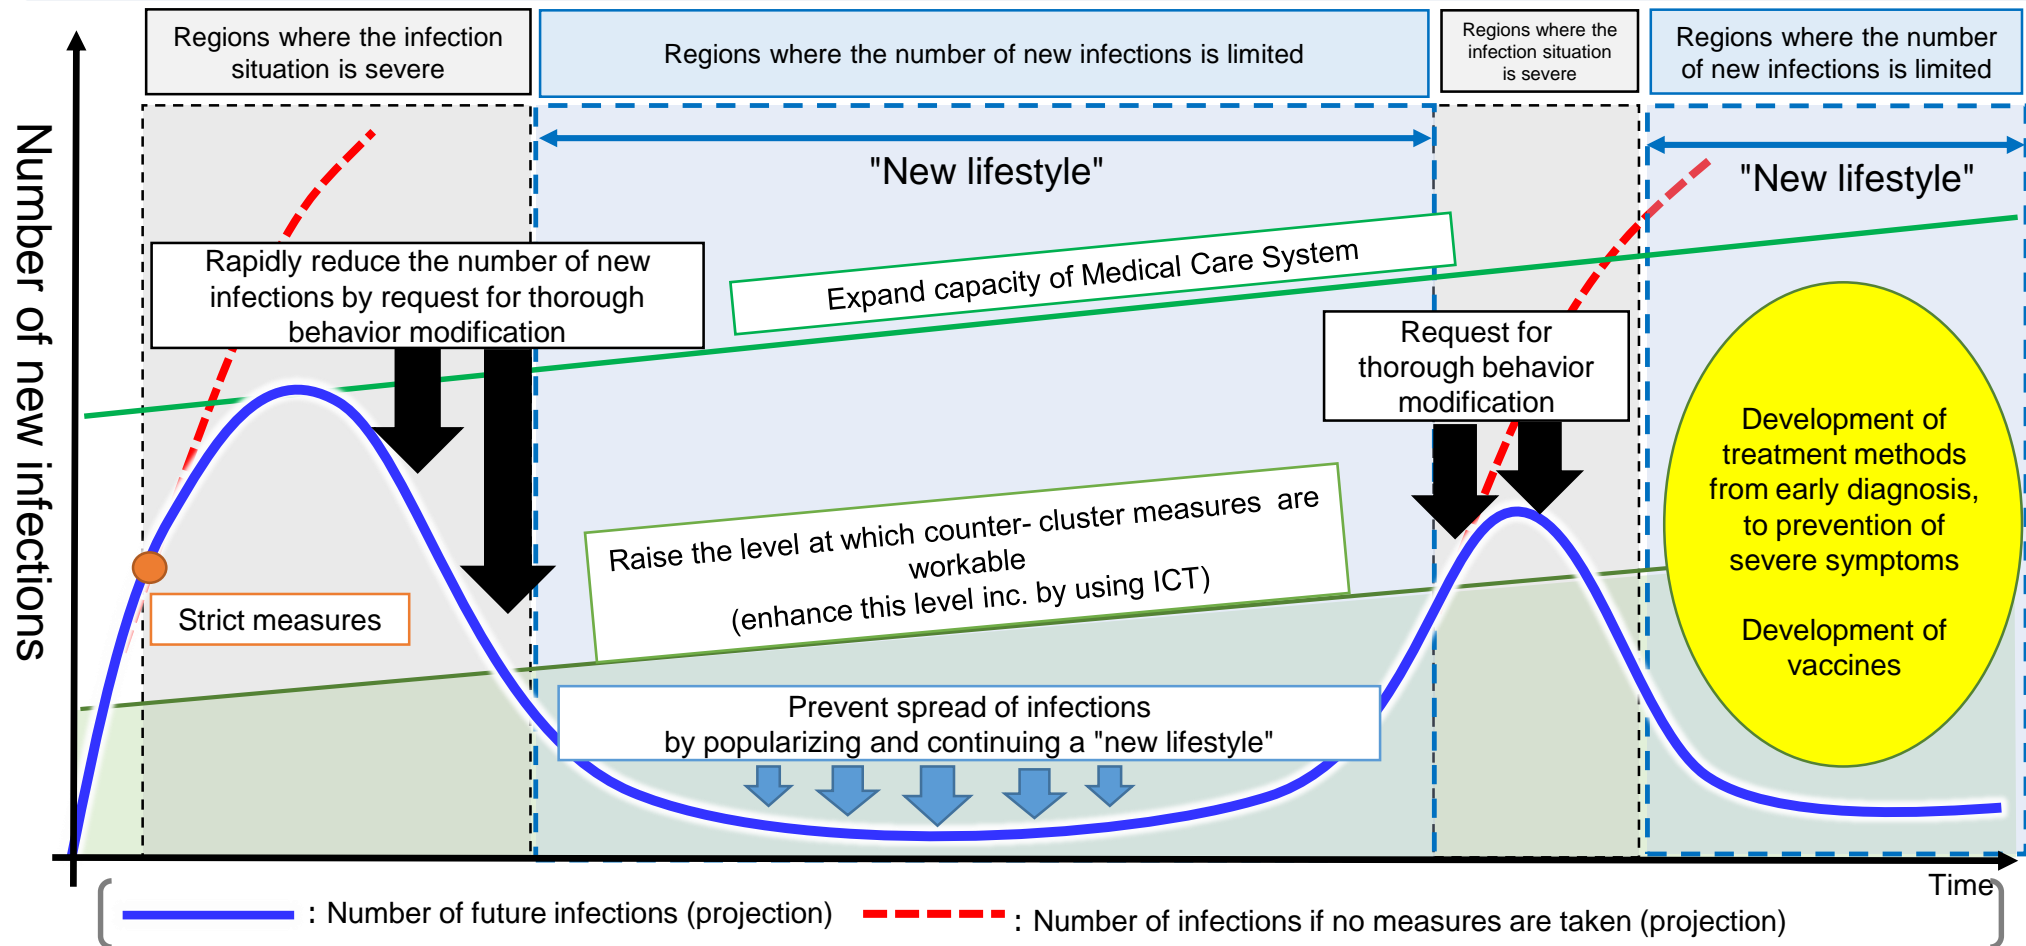 Regions where the infection
situation is severe
Regions where the number of new infections is limited
Regions where the
infection situation
is severe
Regions where the number
of new infections is limited
Number of new infections
"New lifestyle"
"New lifestyle"
Rapidly reduce the number of new
infections by request for thorough
behavior modification
Expand capacity of Medical Care System
Request for
thorough behavior
modification
Development of
treatment methods
from early diagnosis,
to prevention of
severe symptoms
Development of
vaccines
Raise the level at which counter- cluster measures are
workable
(enhance this level inc. by using ICT)
Strict measures
Prevent spread of infections
by popularizing and continuing a "new lifestyle"
Time
: Number of future infections (projection)
: Number of infections if no measures are taken (projection)